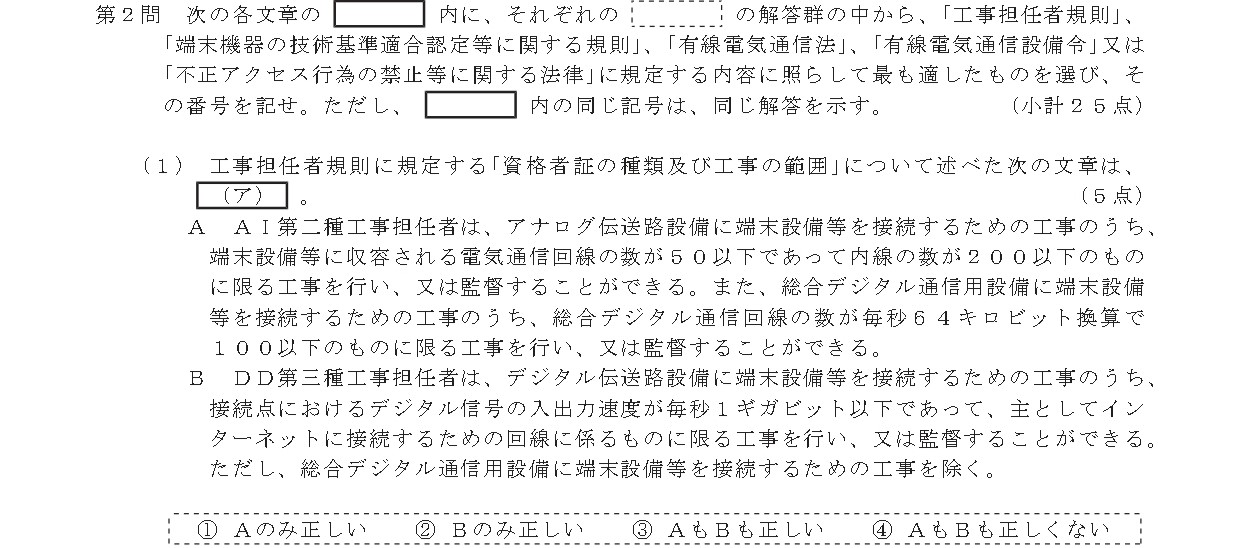 第２問　次の各文章の　　　　内に、それぞれの　　　　の解答群の中から、「工事担任者規則」、
「端末機器の技術基準適合認定等に関する規則」、「有線電気通信法」、「有線電気通信設備令」又は
「不正アクセス行為の禁止等に関する法律」に規定する内容に照らして最も適したものを選び、そ
の番号を記せ。ただし、　　　　内の同じ記号は、同じ解答を示す。　（小計２５点）
（１）　工事担任者規則に規定する「資格者証の種類及び工事の範囲」について述べた次の文章は、
（ア）。　（５点）
Ａ　ＡＩ第二種工事担任者は、アナログ伝送路設備に端末設備等を接続するための工事のうち、
端末設備等に収容される電気通信回線の数が５０以下であって内線の数が２００以下のもの
に限る工事を行い、又は監督することができる。また、総合デジタル通信用設備に端末設備
等を接続するための工事のうち、総合デジタル通信回線の数が毎秒６４キロビット換算で
１００以下のものに限る工事を行い、又は監督することができる。
Ｂ　ＤＤ第三種工事担任者は、デジタル伝送路設備に端末設備等を接続するための工事のうち、
接続点におけるデジタル信号の入出力速度が毎秒１ギガビット以下であって、主としてイン
ターネットに接続するための回線に係るものに限る工事を行い、又は監督することができる。
ただし、総合デジタル通信用設備に端末設備等を接続するための工事を除く。
①　Ａのみ正しい　②　Ｂのみ正しい　③　ＡもＢも正しい　④　ＡもＢも正しくない